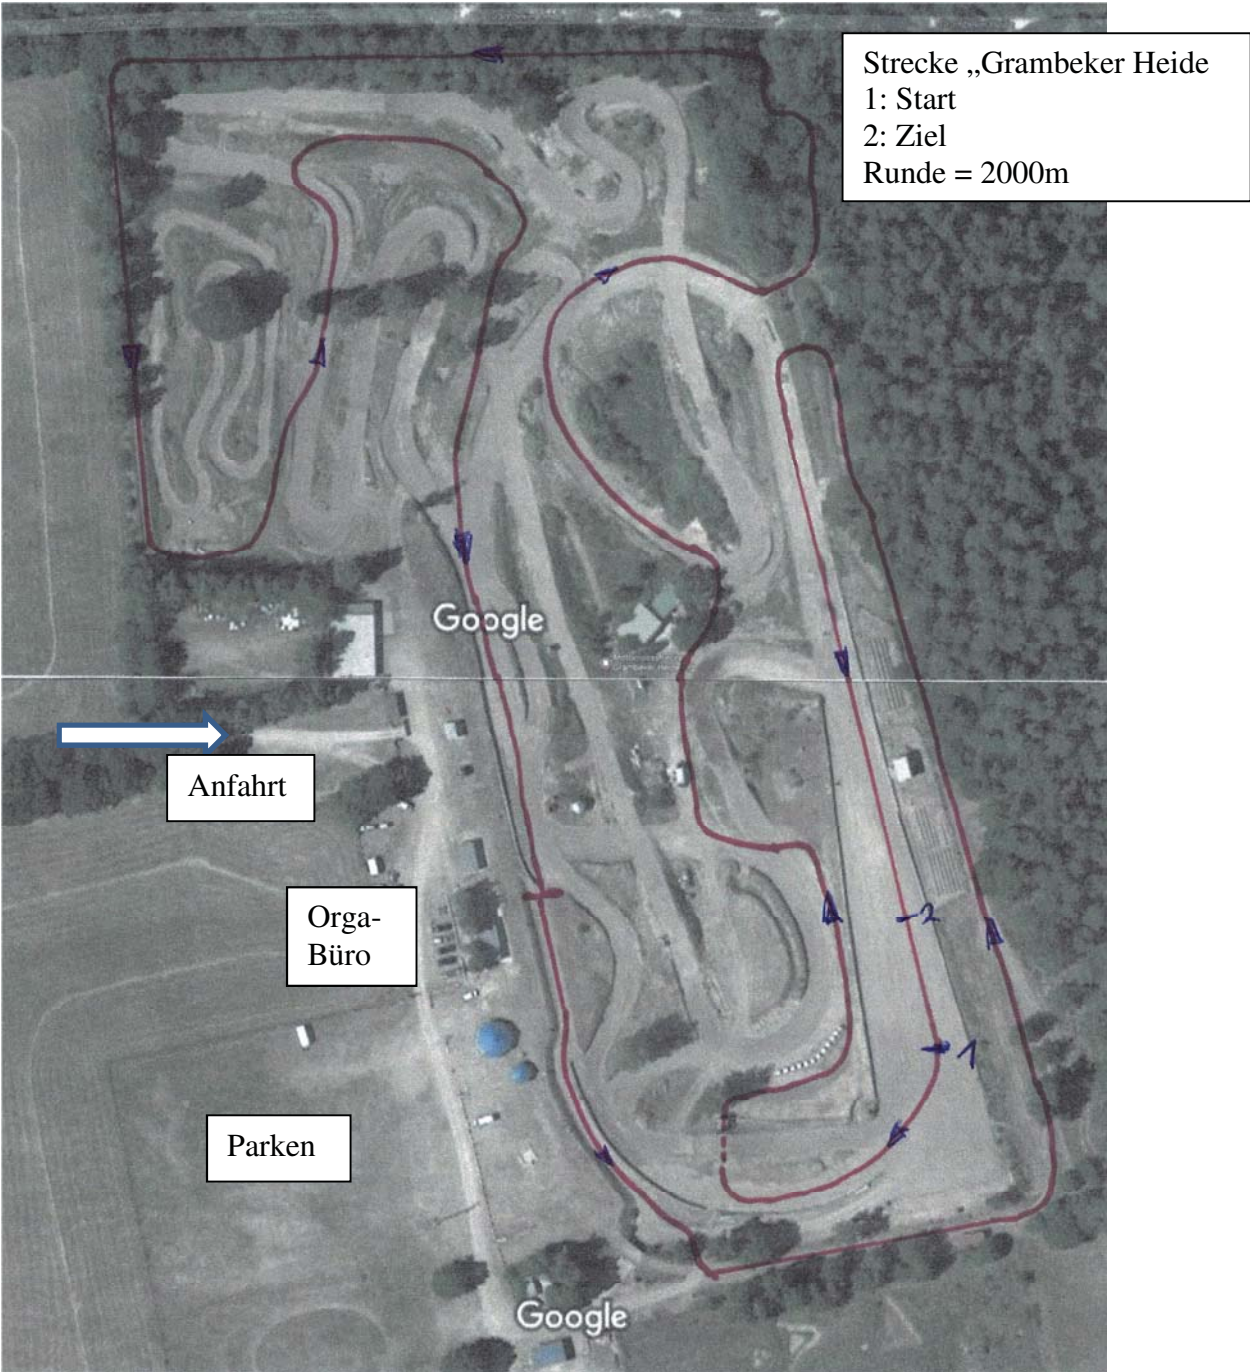 Strecke „Grambeker Heide
1: Start
2: Ziel
Runde = 2000m
Google
Anfahrt
Orga-
Büro
2
1
Parken
Google